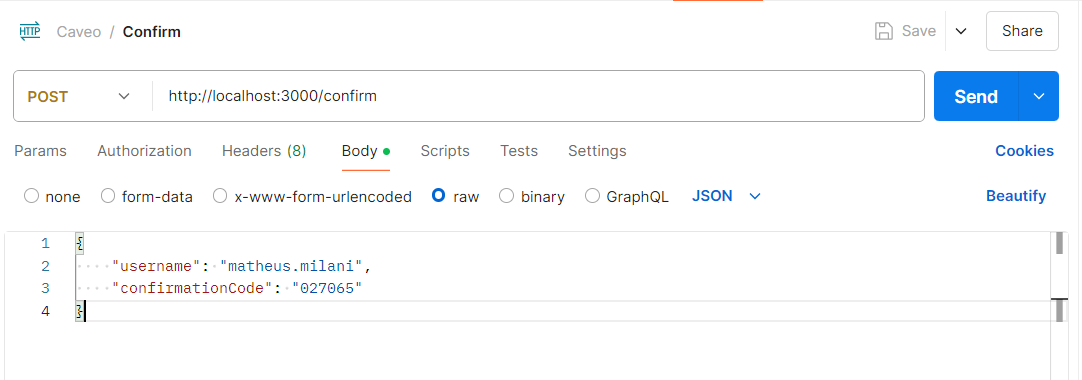 HTTP Caveo / Confirm Save Share
POST http://localhost:3000/confirm Send
Params Authorization Headers (8) Body Scripts Tests Settings Cookies
none form-data x-www-form-urlencoded raw binary GraphQL JSON Beautify
1 {
2 "username": "matheus.milani",
3 "confirmationCode": "027065"
4 }